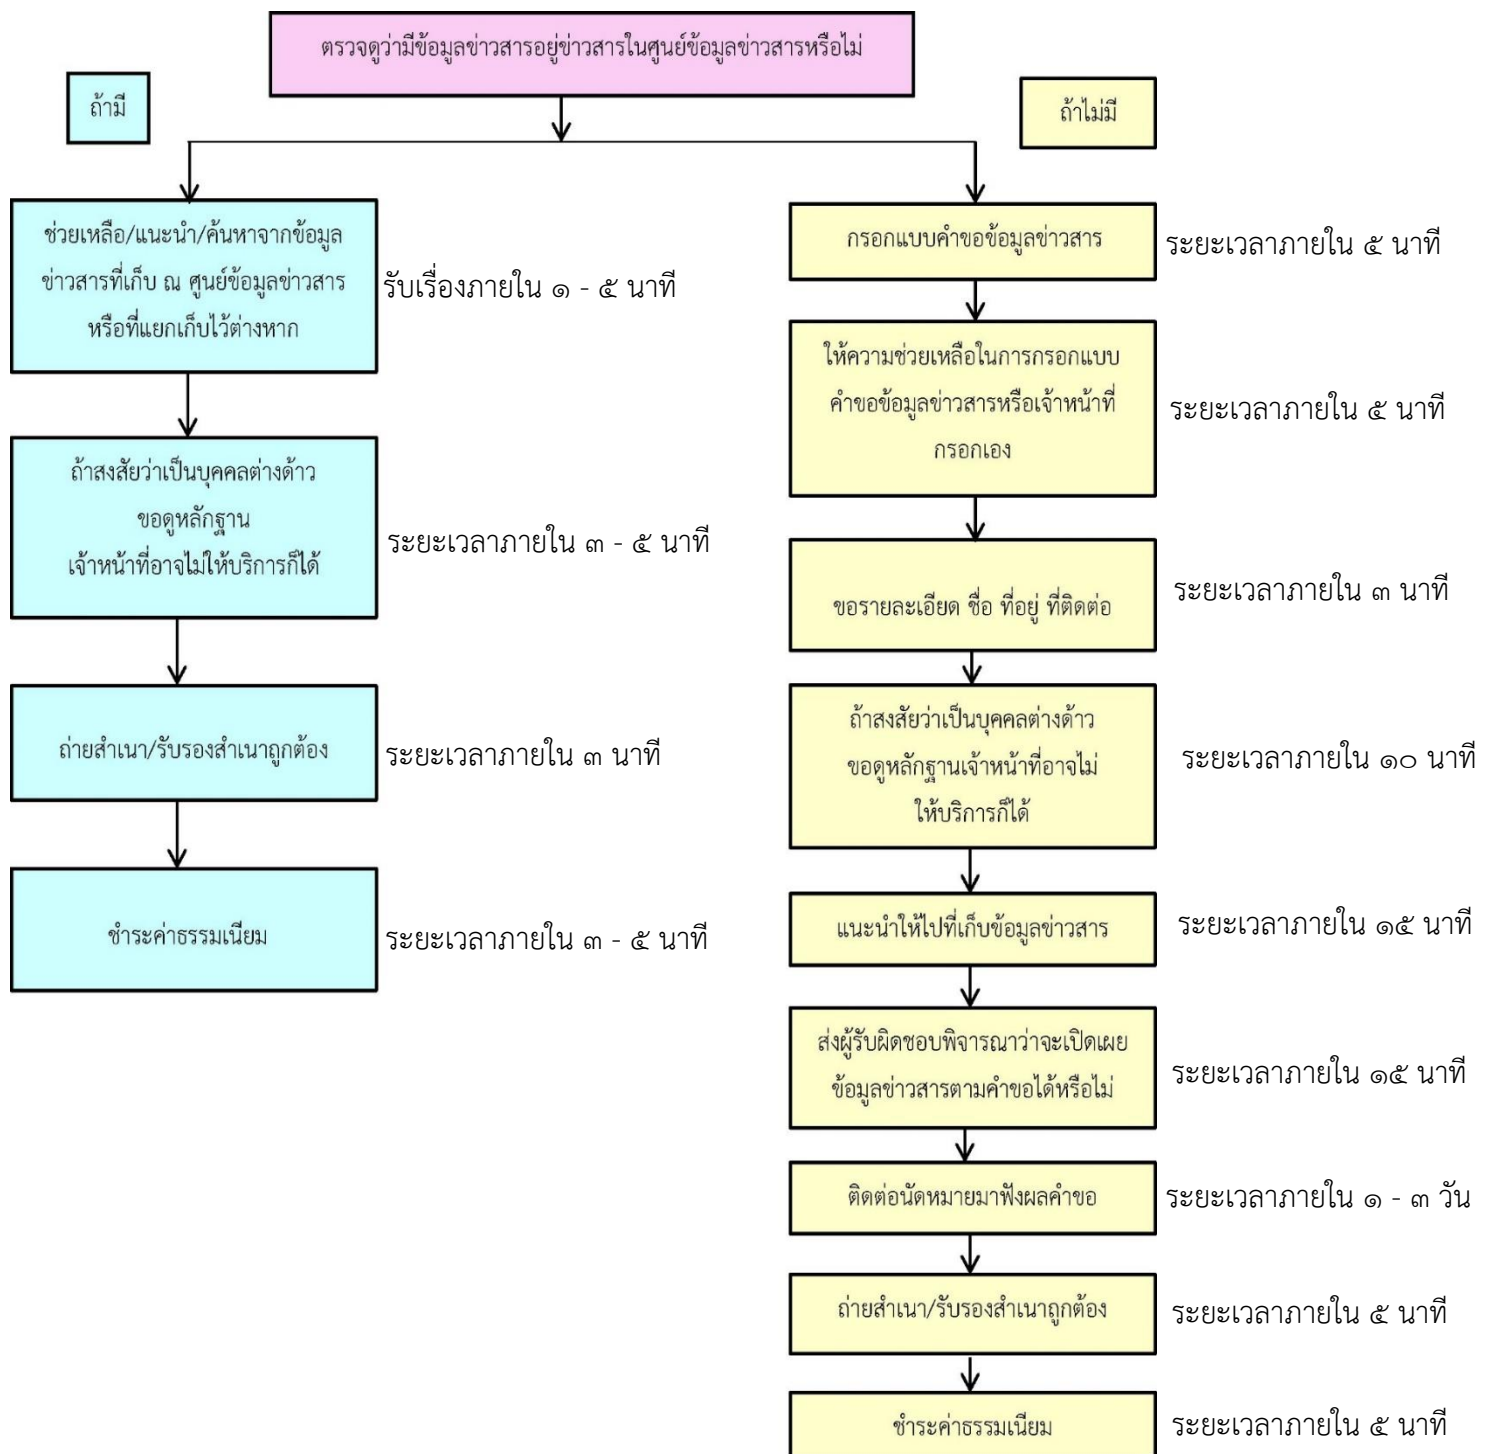 ตรวจดูว่ามีข้อมูลข่าวสารอยู่ข่าวสารในศูนย์ข้อมูลข่าวสารหรือไม่
ถ้ามี
ถ้าไม่มี
ช่วยเหลือ/แนะนำ/ค้นหาจากข้อมูล
ข่าวสารที่เก็บ ณ ศูนย์ข้อมูลข่าวสาร
หรือที่แยกเก็บไว้ต่างหาก
รับเรื่องภายใน ๑ - ๕ นาที
ถ้าสงสัยว่าเป็นบุคคลต่างด้าว
ขอดูหลักฐาน
เจ้าหน้าที่อาจไม่ให้บริการก็ได้
ระยะเวลาภายใน ๓ - ๕ นาที
ถ่ายสำเนา/รับรองสำเนาถูกต้อง
ระยะเวลาภายใน ๓ นาที
ชำระค่าธรรมเนียม
ระยะเวลาภายใน ๓ - ๕ นาที
กรอกแบบคำขอข้อมูลข่าวสาร
ระยะเวลาภายใน ๕ นาที
ให้ความช่วยเหลือในการกรอกแบบ
คำขอข้อมูลข่าวสารหรือเจ้าหน้าที่
กรอกเอง
ระยะเวลาภายใน ๕ นาที
ขอรายละเอียด ชื่อ ที่อยู่ ที่ติดต่อ
ระยะเวลาภายใน ๓ นาที
ถ้าสงสัยว่าเป็นบุคคลต่างด้าว
ขอดูหลักฐานเจ้าหน้าที่อาจไม่
ให้บริการก็ได้
ระยะเวลาภายใน ๑๐ นาที
แนะนำให้ไปที่เก็บข้อมูลข่าวสาร
ระยะเวลาภายใน ๑๕ นาที
ส่งผู้รับผิดชอบพิจารณาว่าจะเปิดเผย
ข้อมูลข่าวสารตามคำขอได้หรือไม่
ระยะเวลาภายใน ๑๕ นาที
ติดต่อนัดหมายมาฟังผลคำขอ
ระยะเวลาภายใน ๑ - ๓ วัน
ถ่ายสำเนา/รับรองสำเนาถูกต้อง
ระยะเวลาภายใน ๕ นาที
ชำระค่าธรรมเนียม
ระยะเวลาภายใน ๕ นาที